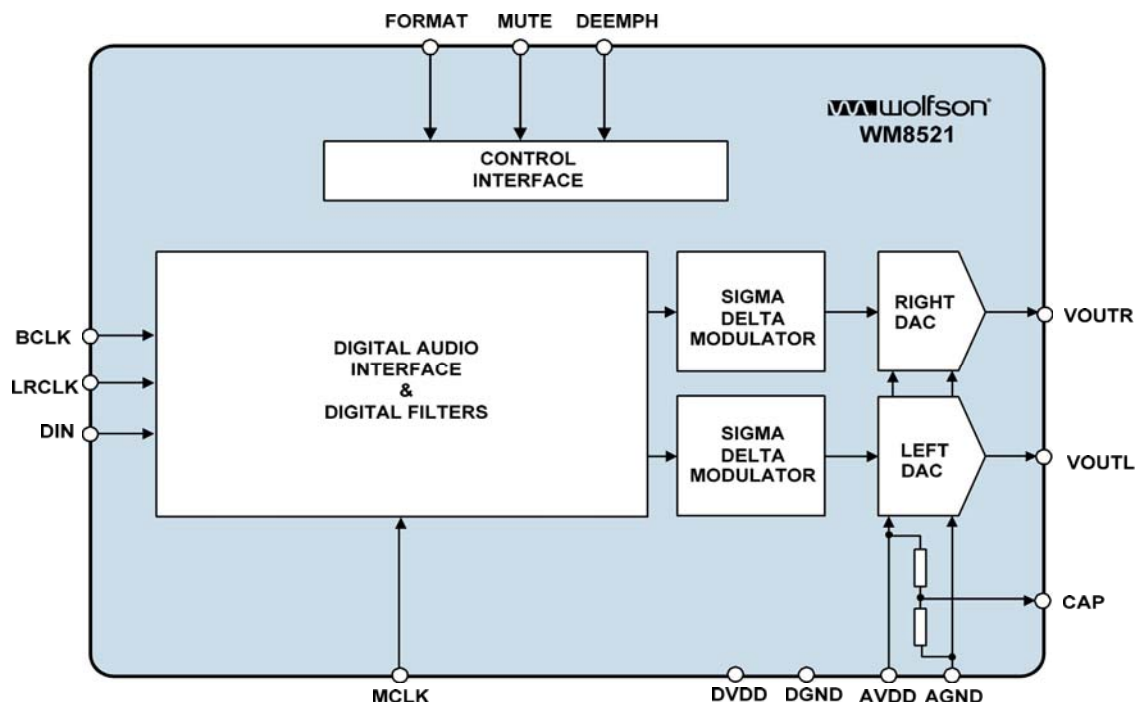 FORMAT MUTE DEEMPH
wolfson®
WM8521
CONTROL
INTERFACE
BCLK
LRCLK
DIN
DIGITAL AUDIO
INTERFACE
&
DIGITAL FILTERS
SIGMA
DELTA
MODULATOR
RIGHT
DAC
VOUTR
SIGMA
DELTA
MODULATOR
LEFT
DAC
VOUTL
CAP
MCLK DVDD DGND AVDD AGND